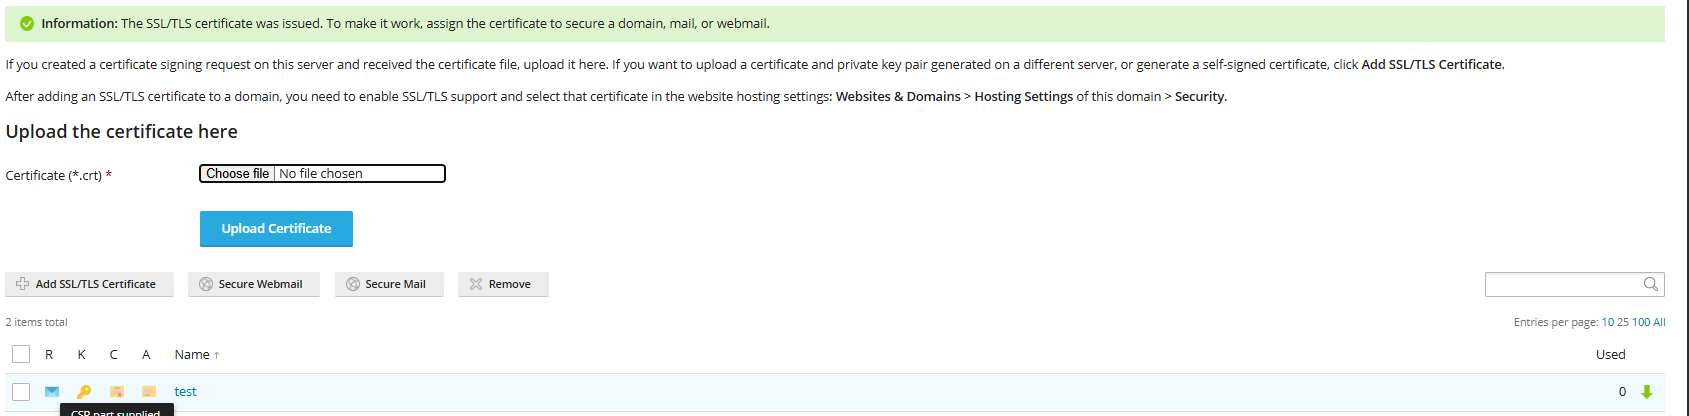 Information: The SSL/TLS certificate was issued. To make it work, assign the certificate to secure a domain, mail, or webmail.
If you created a certificate signing request on this server and received the certificate file, upload it here. If you want to upload a certificate and private key pair generated on a different server, or generate a self-signed certificate, click Add SSL/TLS Certificate.
After adding an SSL/TLS certificate to a domain, you need to enable SSL/TLS support and select that certificate in the website hosting settings: Websites & Domains > Hosting Settings of this domain > Security.
Upload the certificate here
Certificate (*.crt) *
Choose file No file chosen
Upload Certificate
Add SSL/TLS Certificate Secure Webmail Secure Mail Remove
2 items total Entries per page: 10 25 100 All
R K C A Name ↑ Used
test 0
CSR part supplied